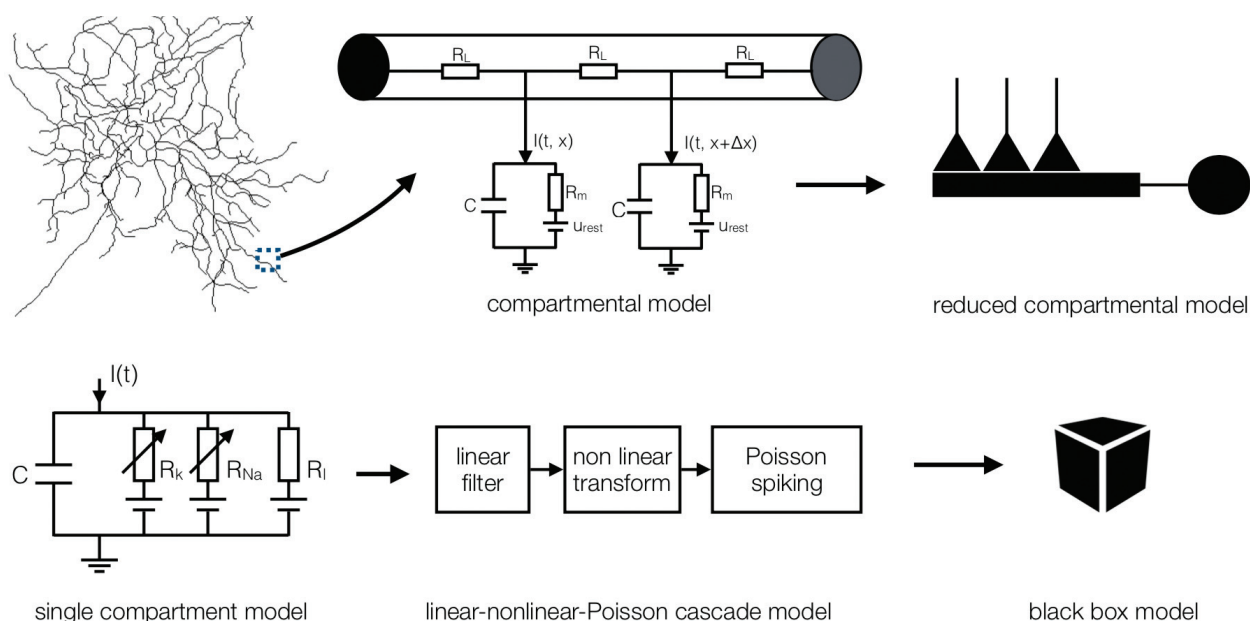 R_L
R_L
R_L
I(t, x)
I(t, x+Δx)
C
R_m
u_rest
C
R_m
u_rest
compartmental model
reduced compartmental model
I(t)
C
R_k
R_Na
R_l
linear
filter
non linear
transform
Poisson
spiking
single compartment model
linear-nonlinear-Poisson cascade model
black box model